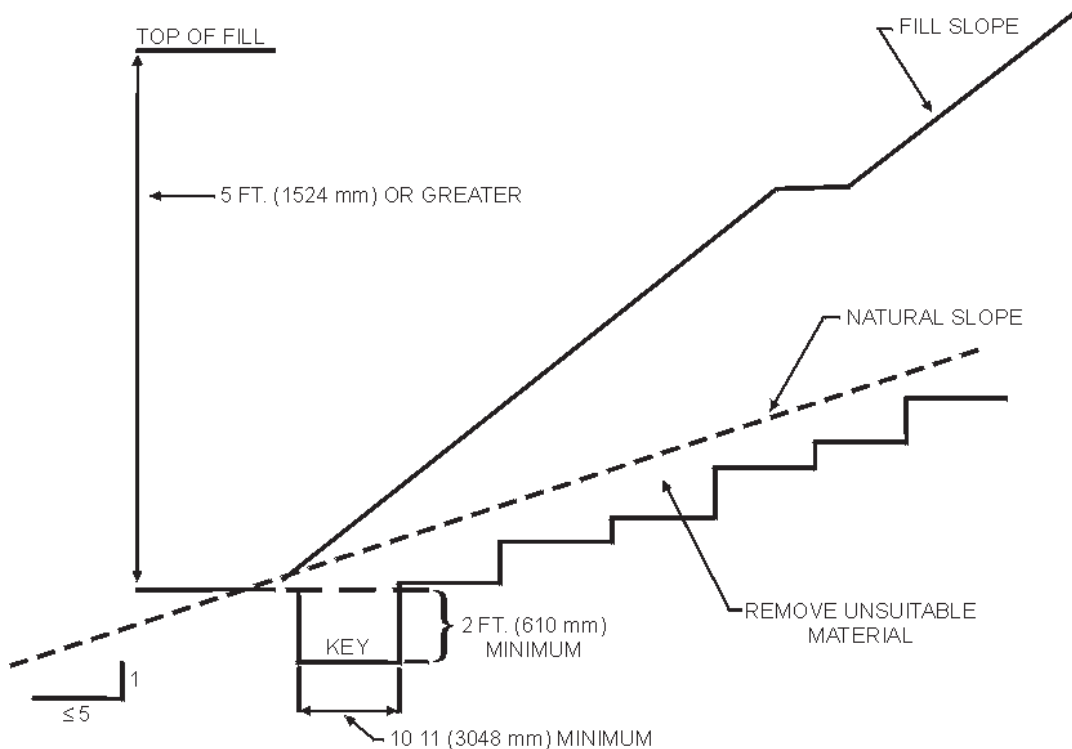 TOP OF FILL
FILL SLOPE
5 FT. (1524 mm) OR GREATER
NATURAL SLOPE
REMOVE UNSUITABLE
MATERIAL
2 FT. (610 mm)
MINIMUM
KEY
1
≤ 5
10 11 (3048 mm) MINIMUM